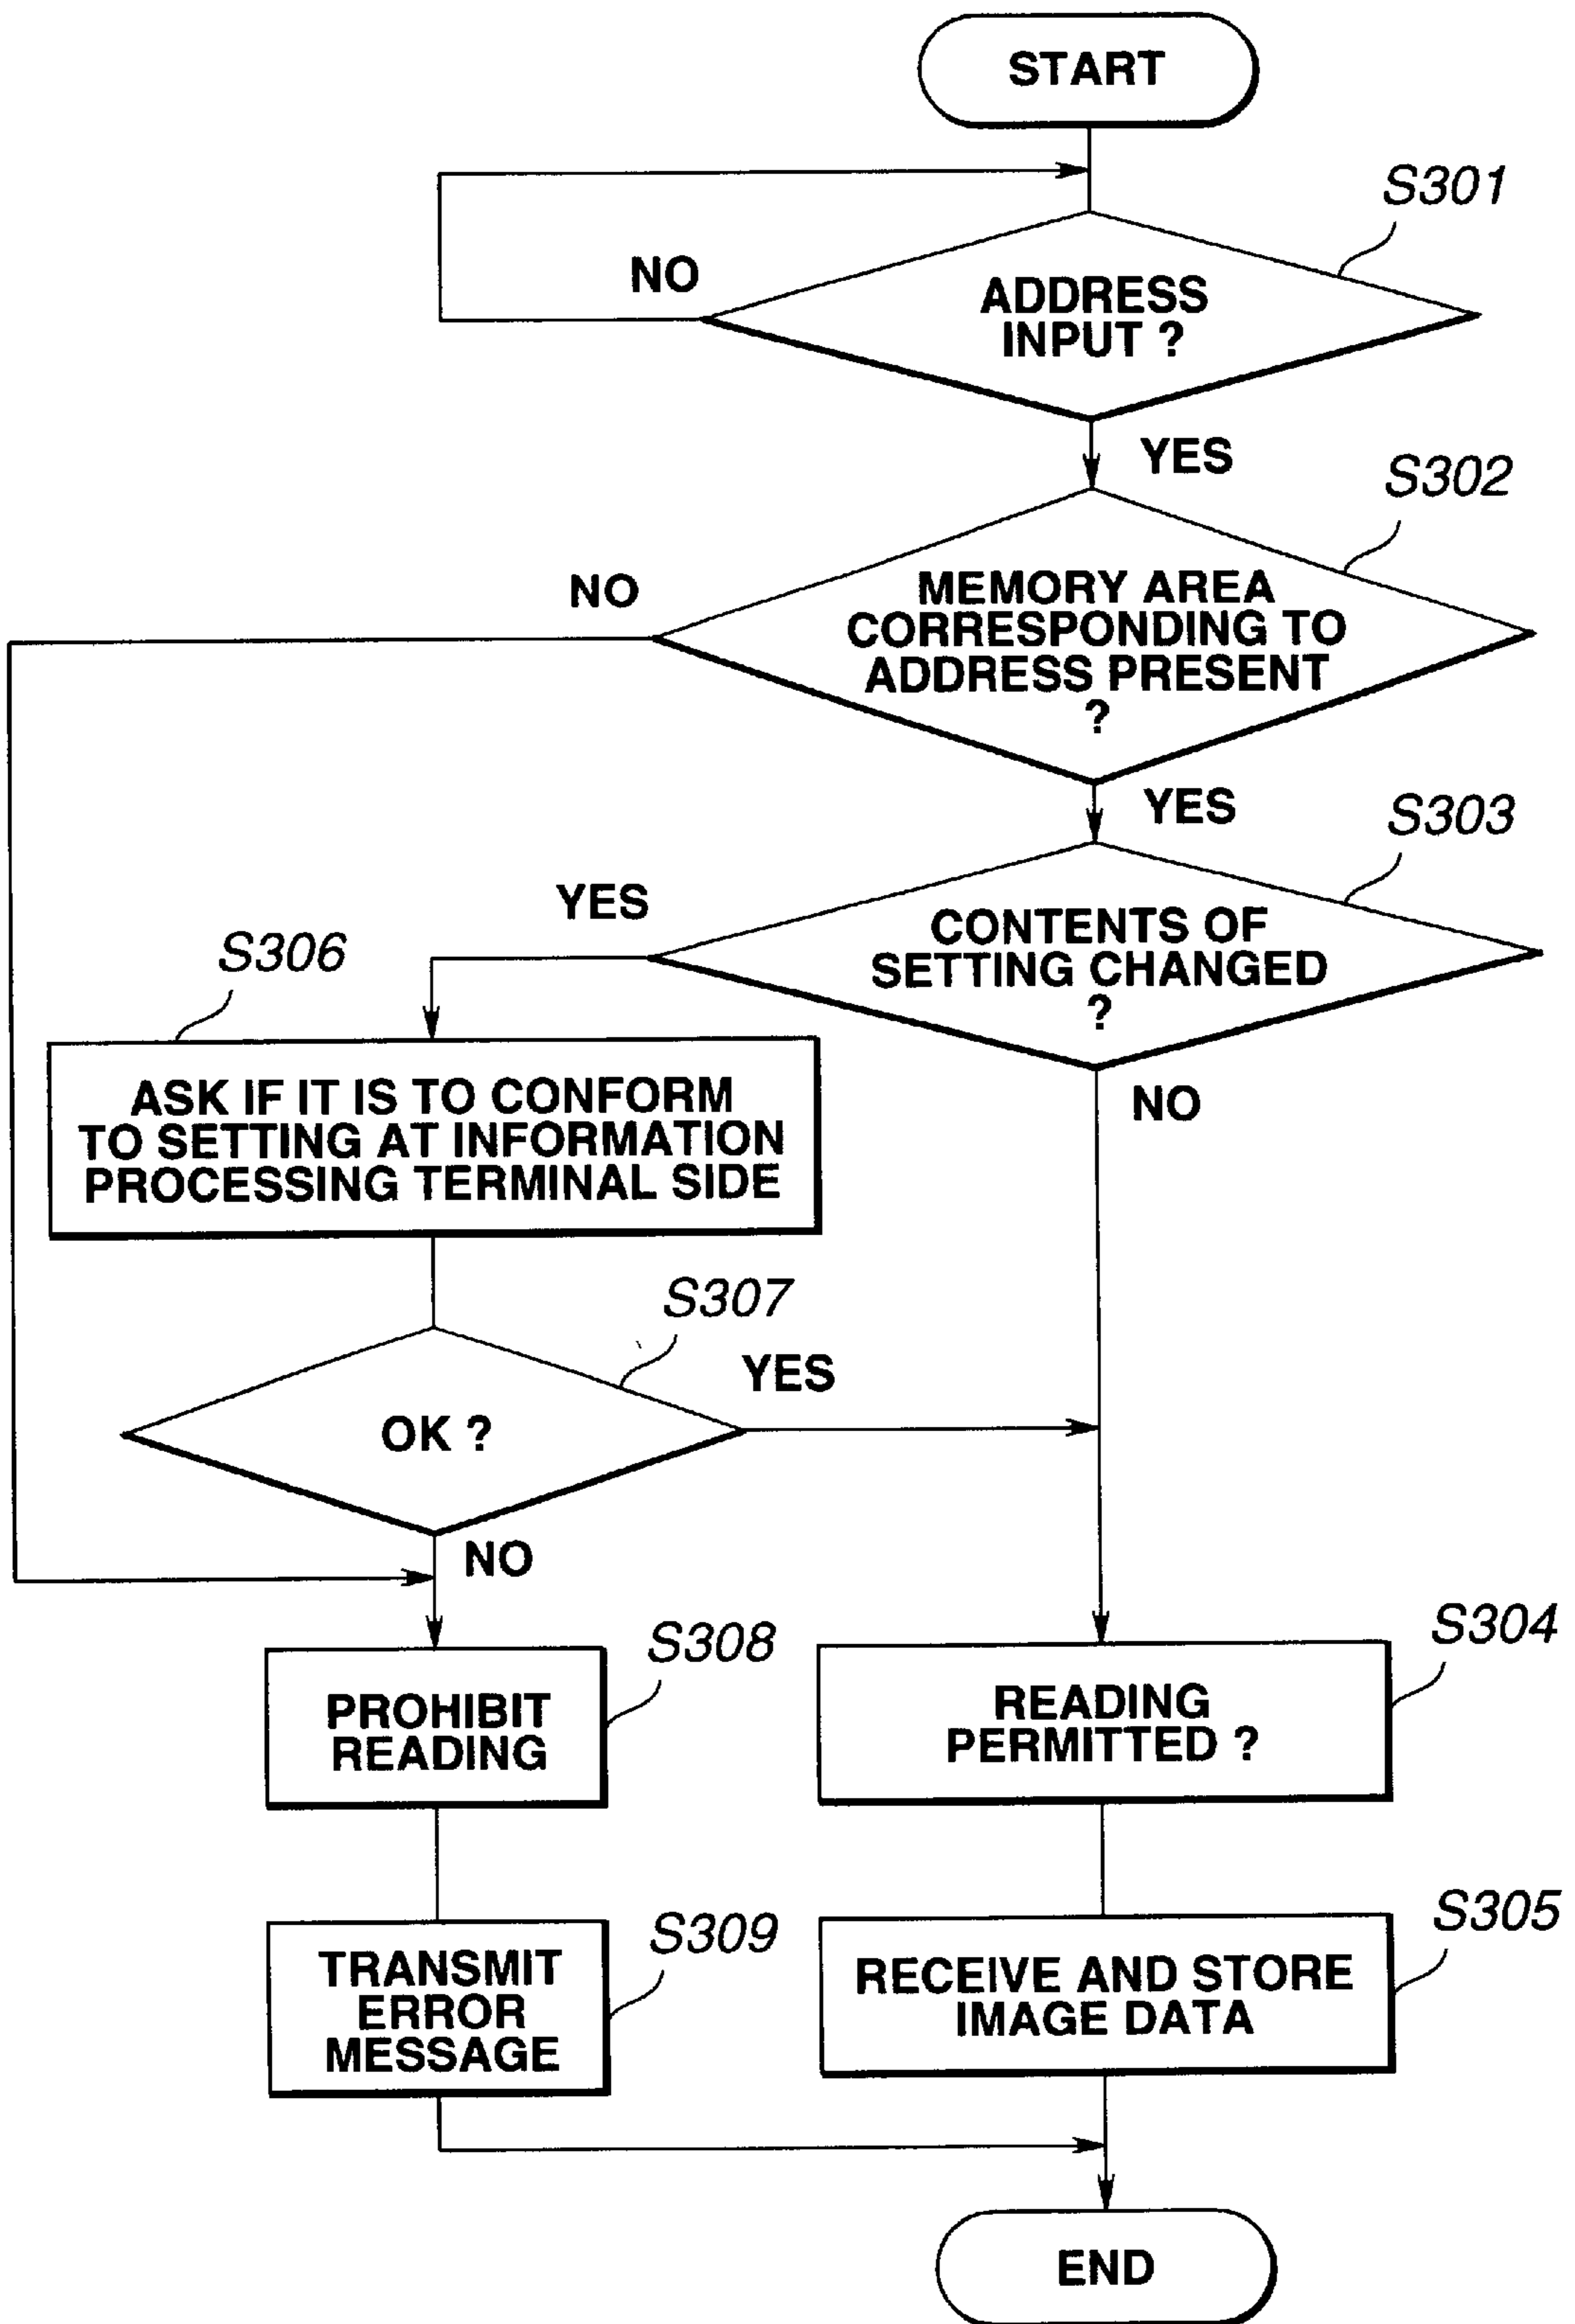 START
S301
NO
ADDRESS
INPUT ?
YES
S302
NO
MEMORY AREA
CORRESPONDING TO
ADDRESS PRESENT
?
YES
S303
YES
CONTENTS OF
SETTING CHANGED
?
S306
NO
ASK IF IT IS TO CONFORM
TO SETTING AT INFORMATION
PROCESSING TERMINAL SIDE
S307
YES
OK ?
NO
S308
PROHIBIT
READING
S304
READING
PERMITTED ?
S309
TRANSMIT
ERROR
MESSAGE
S305
RECEIVE AND STORE
IMAGE DATA
END